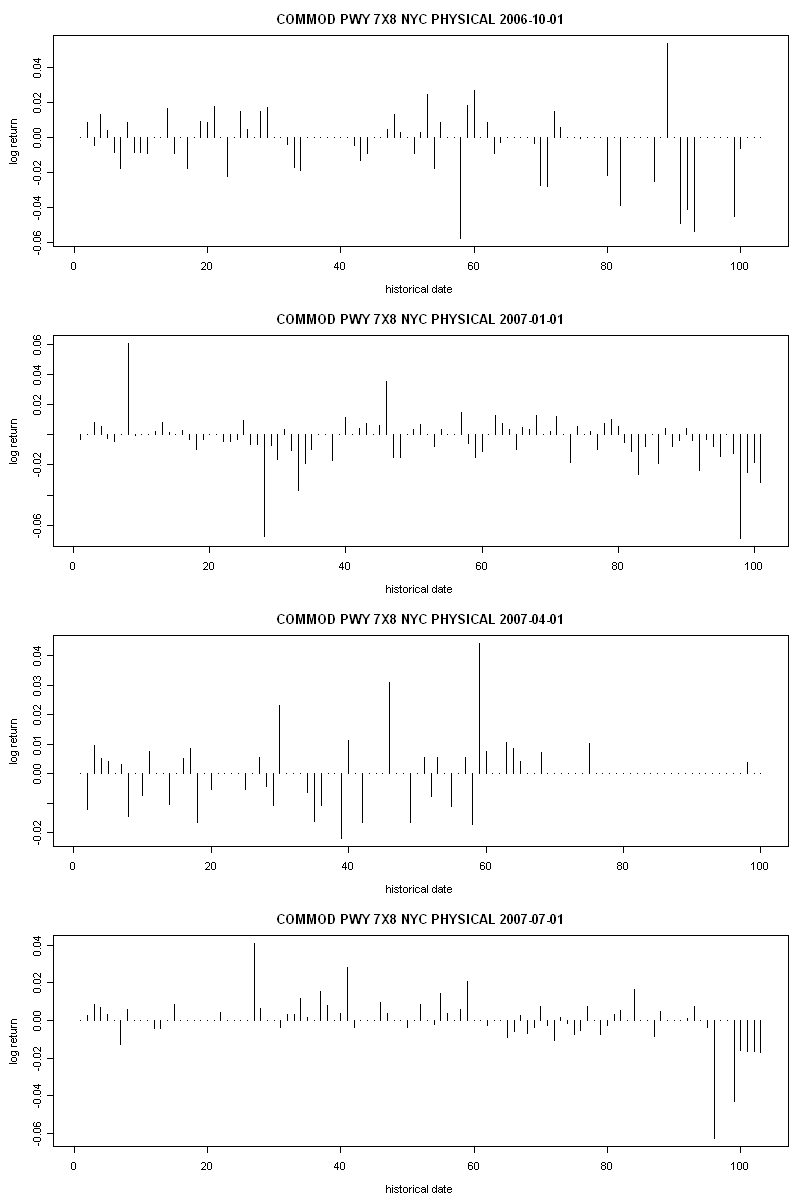 COMMOD PWY 7X8 NYC PHYSICAL 2006-10-01
log return
0.04
0.02
0.00
-0.02
-0.04
-0.06
0 20 40 60 80 100
historical date
COMMOD PWY 7X8 NYC PHYSICAL 2007-01-01
log return
0.06
0.04
0.02
-0.02
-0.06
0 20 40 60 80 100
historical date
COMMOD PWY 7X8 NYC PHYSICAL 2007-04-01
log return
0.04
0.03
0.02
0.01
0.00
-0.02
0 20 40 60 80 100
historical date
COMMOD PWY 7X8 NYC PHYSICAL 2007-07-01
log return
0.04
0.02
0.00
-0.02
-0.04
-0.06
0 20 40 60 80 100
historical date